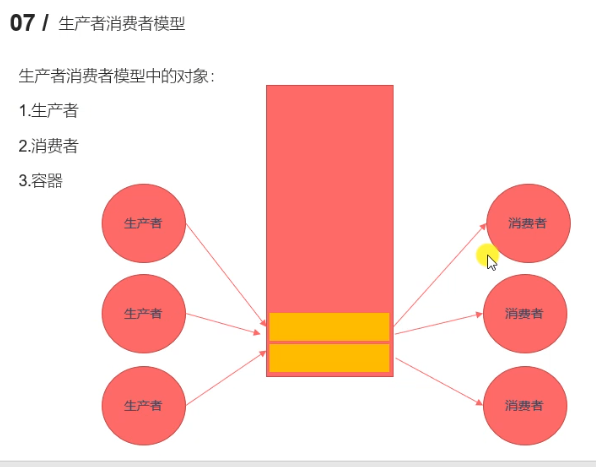 07 / 生产者消费者模型
生产者消费者模型中的对象：
1.生产者
2.消费者
3.容器
生产者
消费者
生产者
消费者
生产者
消费者